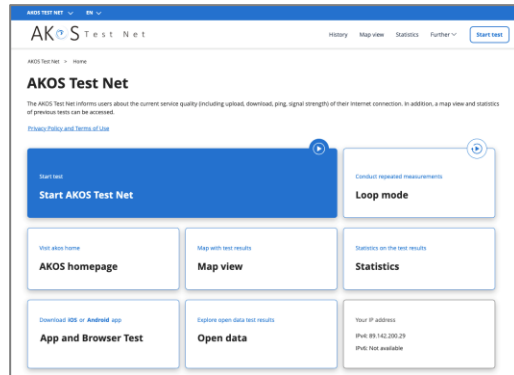 AKOS TEST NET EN
AKOS Test Net
History Map view Statistics Further Start test
AKOS Test Net > Home
AKOS Test Net
The AKOS Test Net informs users about the current service quality (including upload, download, ping, signal strength) of their Internet connection. In addition, a map view and statistics
of previous tests can be accessed.
Privacy Policy and Terms of Use
Start test
Start AKOS Test Net
Conduct repeated measurements
Loop mode
Visit akos home
AKOS homepage
Map with test results
Map view
Statistics on the test results
Statistics
Download iOS or Android app
App and Browser Test
Explore open data test results
Open data
Your IP address
IPv4: 89.142.200.29
IPv6: Not available